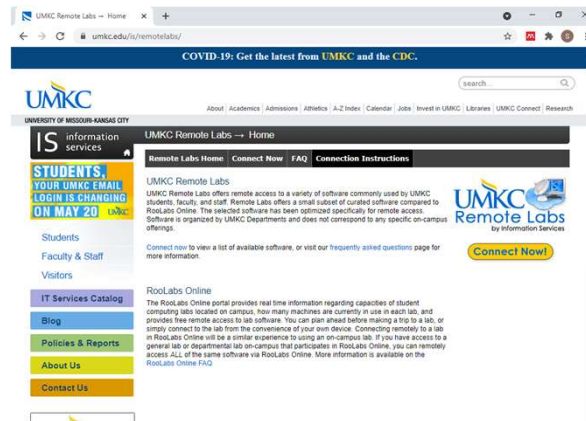 UMKC Remote Labs → Home
umkc.edu/is/remotelabs/
COVID-19: Get the latest from UMKC and the CDC.
search...
UMKC
UNIVERSITY OF MISSOURI-KANSAS CITY
About Academics Admissions Athletics A-Z Index Calendar Jobs Invest in UMKC Libraries UMKC Connect Research
IS information services
UMKC Remote Labs → Home
Remote Labs Home Connect Now FAQ Connection Instructions
STUDENTS,
YOUR UMKC EMAIL
LOGIN IS CHANGING
ON MAY 20 UMKC
Students
Faculty & Staff
Visitors
IT Services Catalog
Blog
Policies & Reports
About Us
Contact Us
UMKC Remote Labs
UMKC Remote Labs offers remote access to a variety of software commonly used by UMKC
students, faculty, and staff. Remote Labs offers a small subset of curated software compared to
RooLabs Online. The selected software has been optimized specifically for remote access.
Software is organized by UMKC Departments and does not correspond to any specific on-campus
offerings.
Connect now to view a list of available software, or visit our frequently asked questions page for
more information.
RooLabs Online
The RooLabs Online portal provides real time information regarding capacities of student
computing labs located on campus, how many machines are currently in use in each lab, and
provides free remote access to lab software. You can plan ahead before making a trip to a lab, or
simply connect to the lab from the convenience of your own device. Connecting remotely to a lab
in RooLabs Online will be a similar experience to using an on-campus lab. If you have access to a
general lab or departmental lab on-campus that participates in RooLabs Online, you can remotely
access ALL of the same software via RooLabs Online. More information is available on the
RooLabs Online FAQ.
UMKC
Remote Labs
by Information Services
Connect Now!